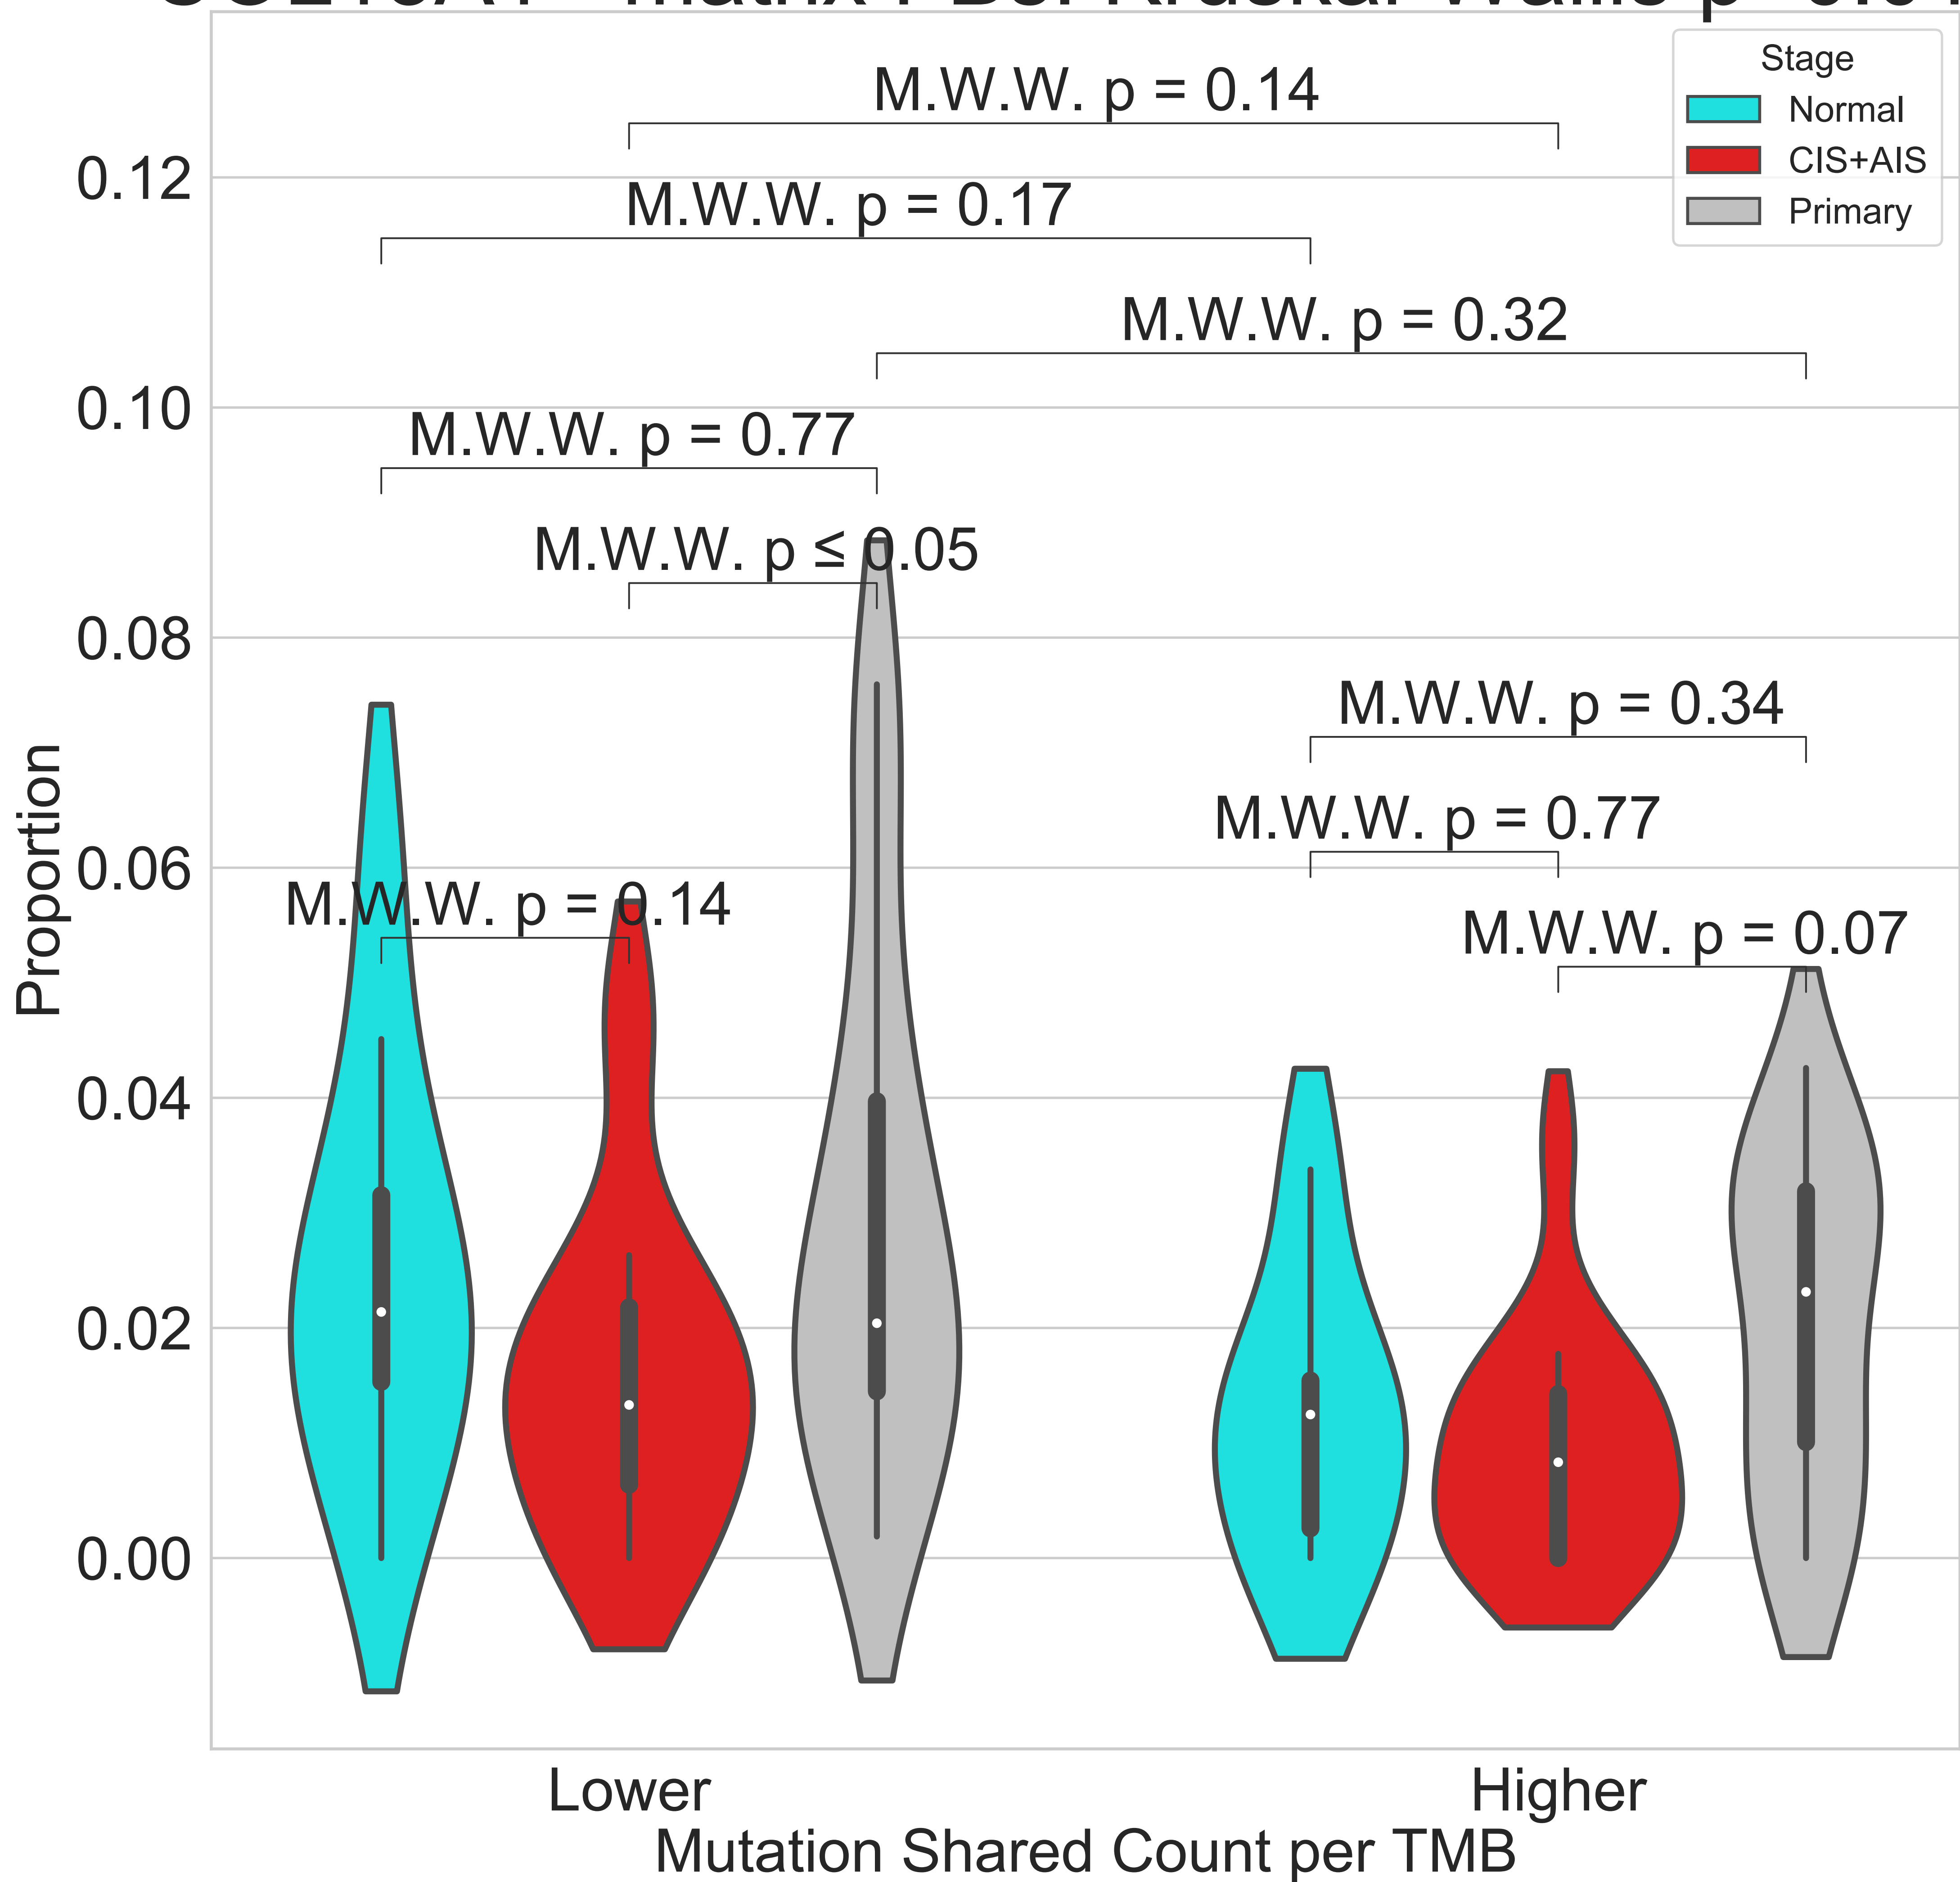 Stage
Normal
CIS+AIS
Primary
M.W.W. p = 0.14
M.W.W. p = 0.17
M.W.W. p = 0.32
M.W.W. p = 0.77
M.W.W. p ≤ 0.05
M.W.W. p = 0.34
M.W.W. p = 0.77
M.W.W. p = 0.14
M.W.W. p = 0.07
0.12
0.10
0.08
0.06
0.04
0.02
0.00
Proportion
Lower
Higher
Mutation Shared Count per TMB